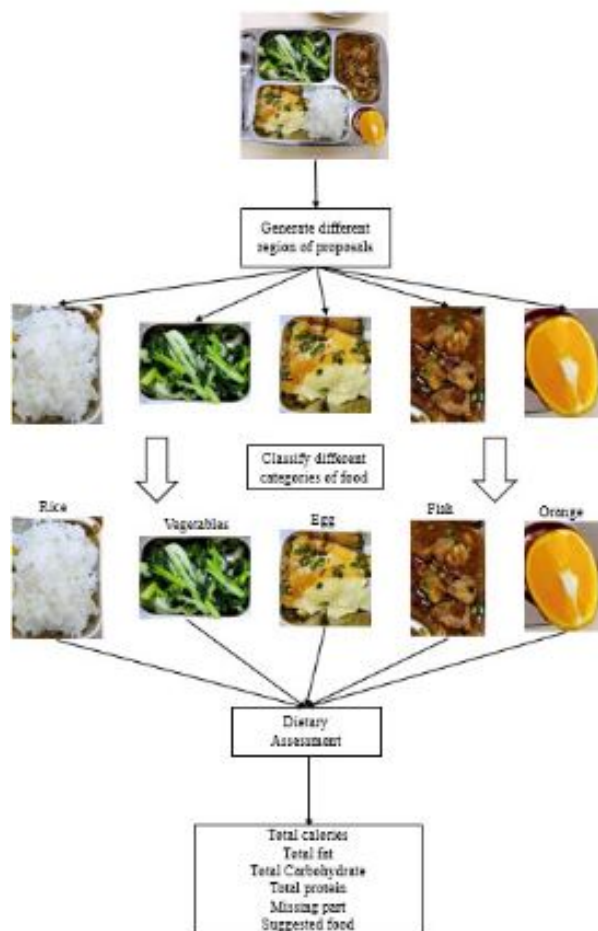 Generate different
region of proposals
Classify different
categories of food
Rice
Vegetables
Egg
Fish
Orange
Dietary
Assessment
Total calories
Total fat
Total Carbohydrate
Total protein
Missing part
Suggested food